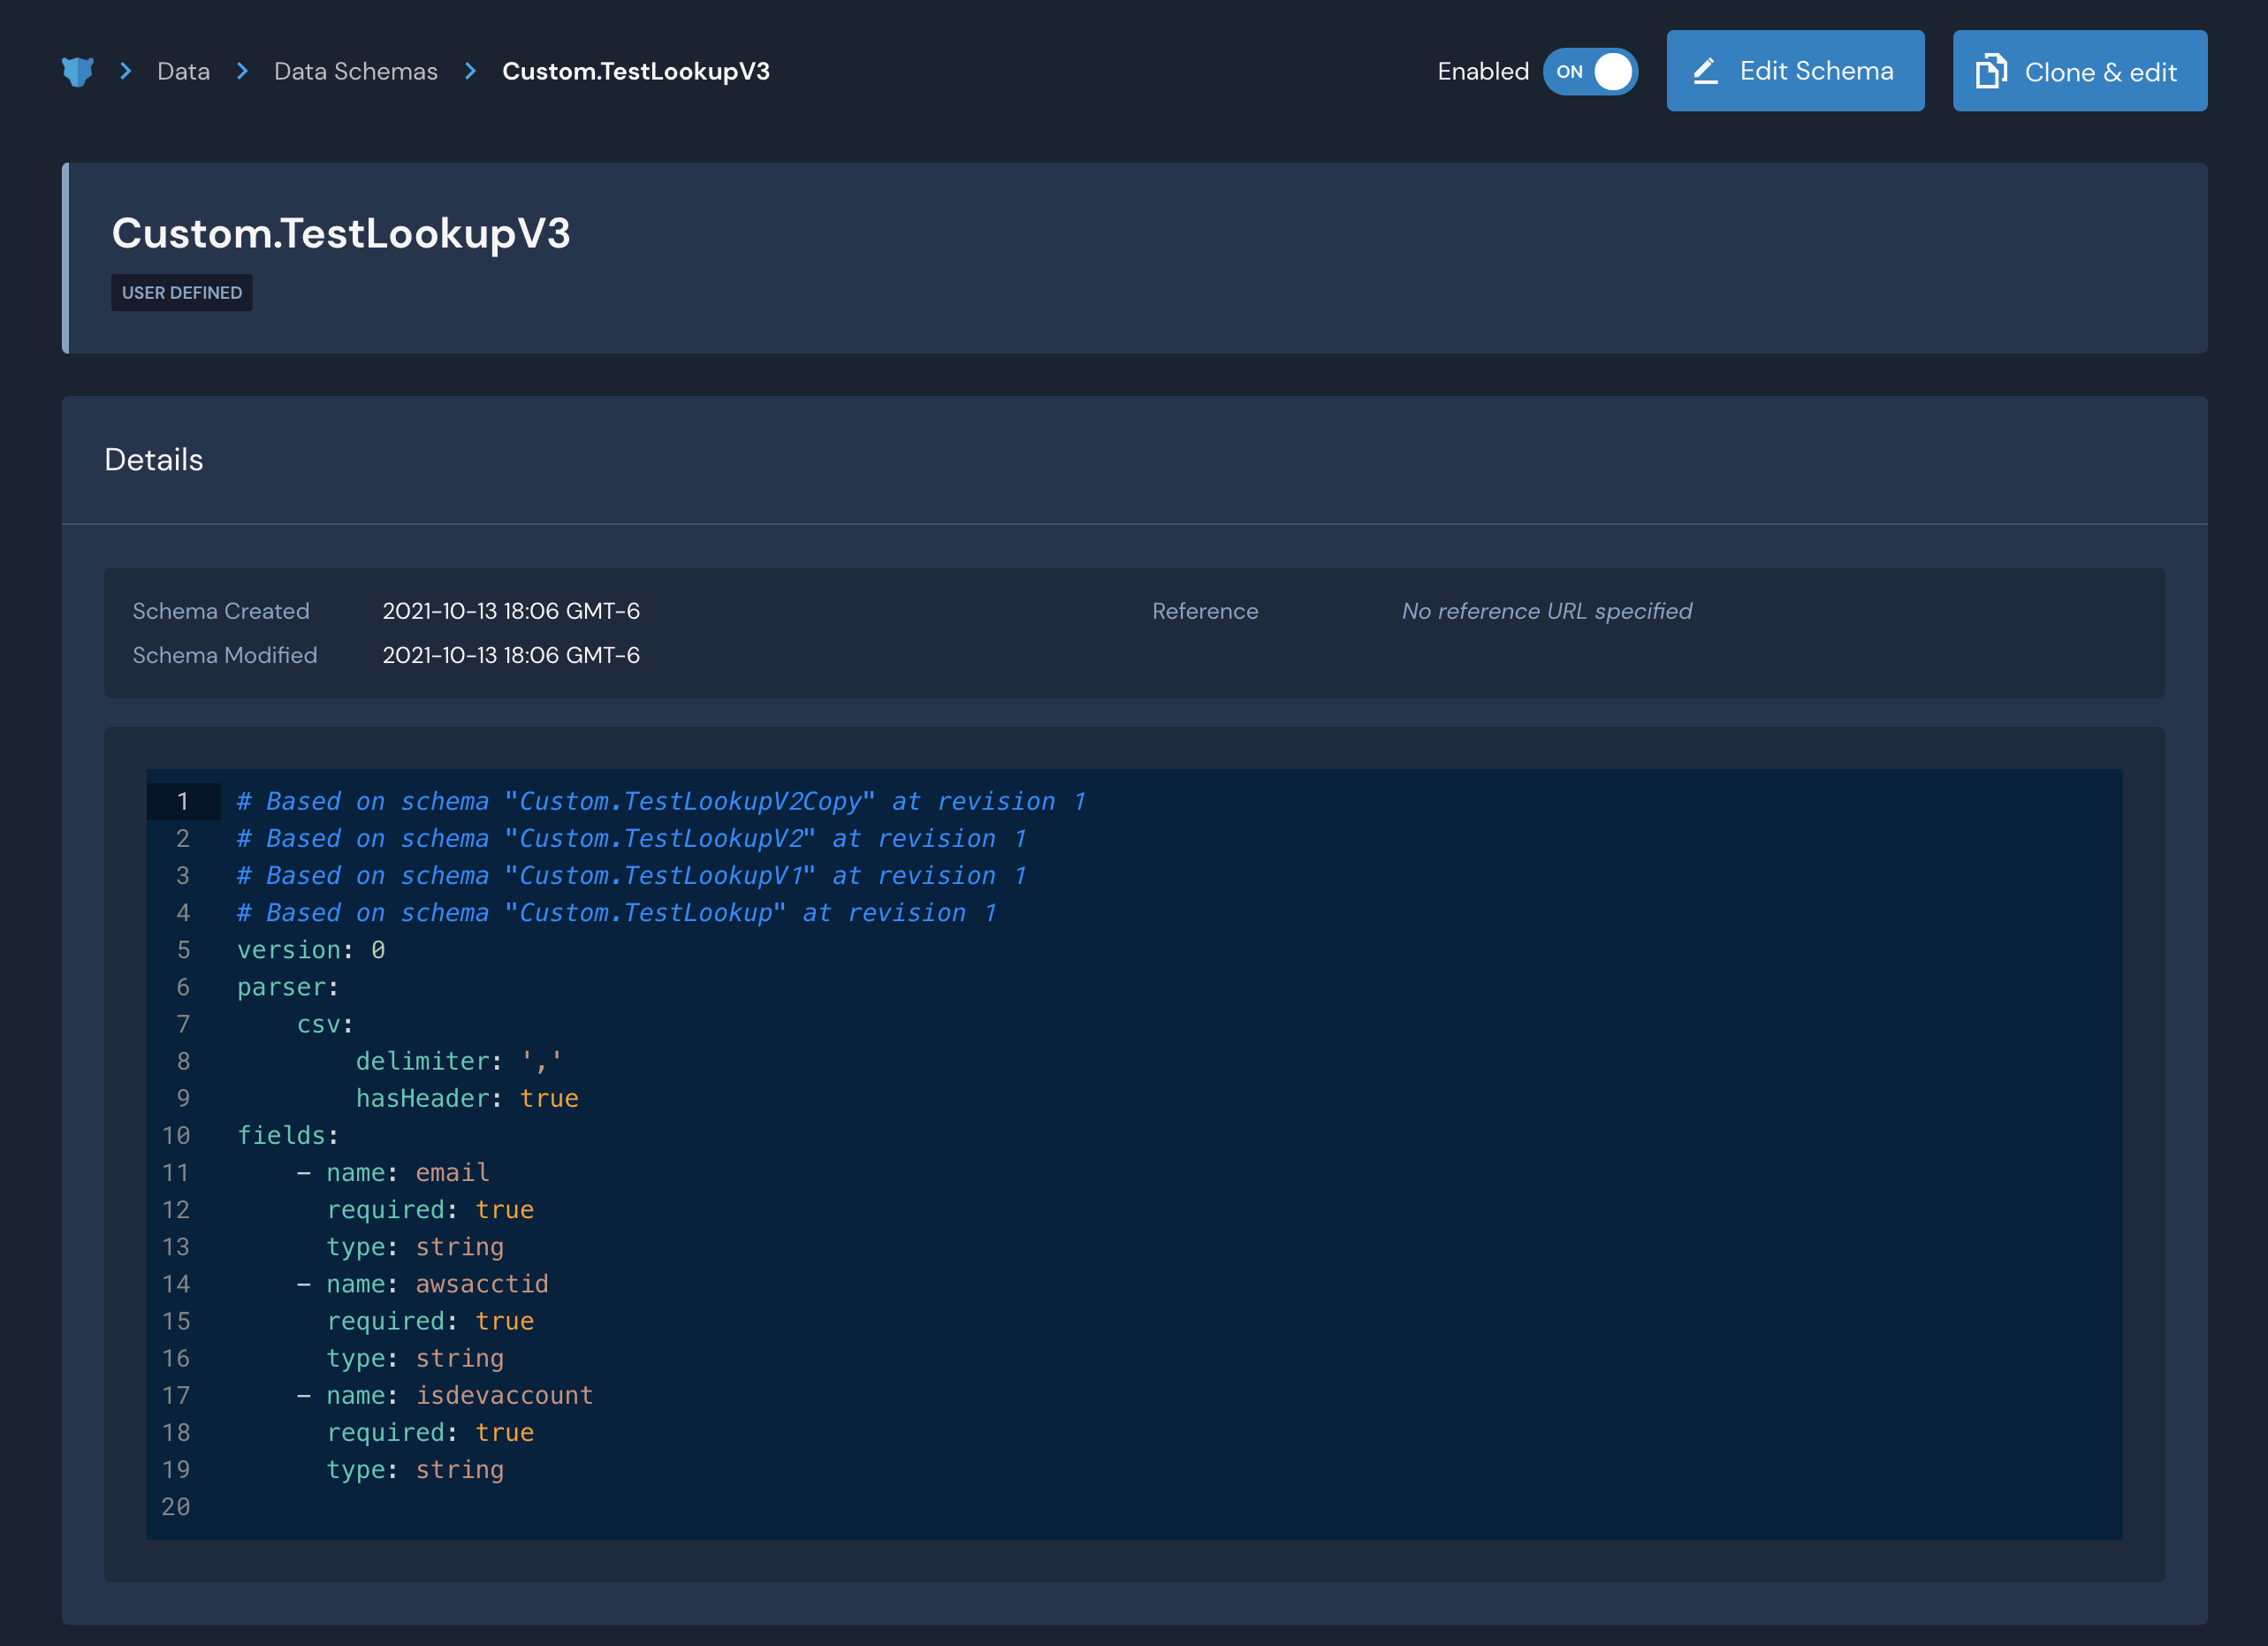 Data Data Schemas Custom.TestLookupV3 Enabled ON Edit Schema Clone & edit
Custom.TestLookupV3
USER DEFINED
Details
Schema Created 2021-10-13 18:06 GMT-6 Reference No reference URL specified
Schema Modified 2021-10-13 18:06 GMT-6
1 # Based on schema "Custom.TestLookupV2Copy" at revision 1
2 # Based on schema "Custom.TestLookupV2" at revision 1
3 # Based on schema "Custom.TestLookupV1" at revision 1
4 # Based on schema "Custom.TestLookup" at revision 1
5 version: 0
6 parser:
7     csv:
8         delimiter: ','
9         hasHeader: true
10 fields:
11     - name: email
12       required: true
13       type: string
14     - name: awsacctid
15       required: true
16       type: string
17     - name: isdevaccount
18       required: true
19       type: string
20